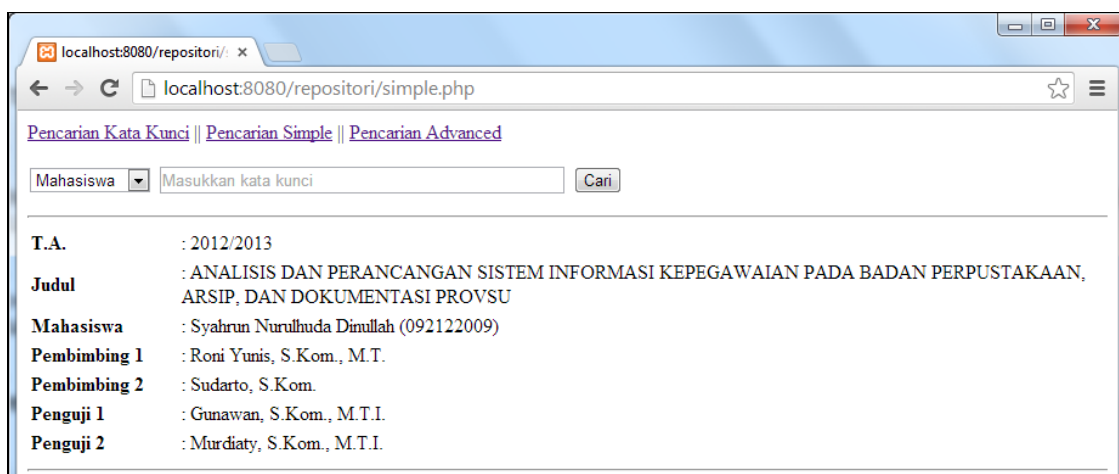 localhost:8080/repositori/s
localhost:8080/repositori/simple.php
Pencarian Kata Kunci || Pencarian Simple || Pencarian Advanced
Mahasiswa Masukkan kata kunci Cari
T.A. : 2012/2013
Judul : ANALISIS DAN PERANCANGAN SISTEM INFORMASI KEPEGAWAIAN PADA BADAN PERPUSTAKAAN,
ARSIP, DAN DOKUMENTASI PROVSU
Mahasiswa : Syahrun Nurulhuda Dinullah (092122009)
Pembimbing 1 : Roni Yunis, S.Kom., M.T.
Pembimbing 2 : Sudarto, S.Kom.
Penguji 1 : Gunawan, S.Kom., M.T.I.
Penguji 2 : Murdiaty, S.Kom., M.T.I.